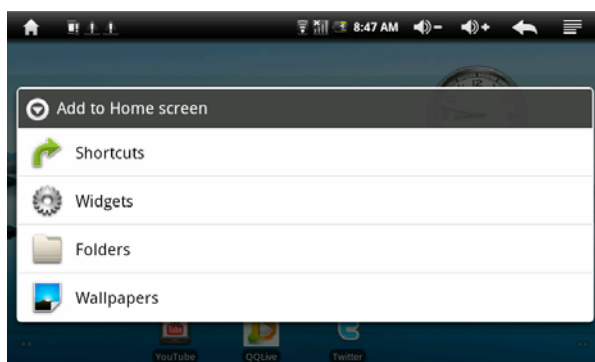 8:47 AM
Add to Home screen
Shortcuts
Widgets
Folders
Wallpapers
YouTube
QQLive
Twitter